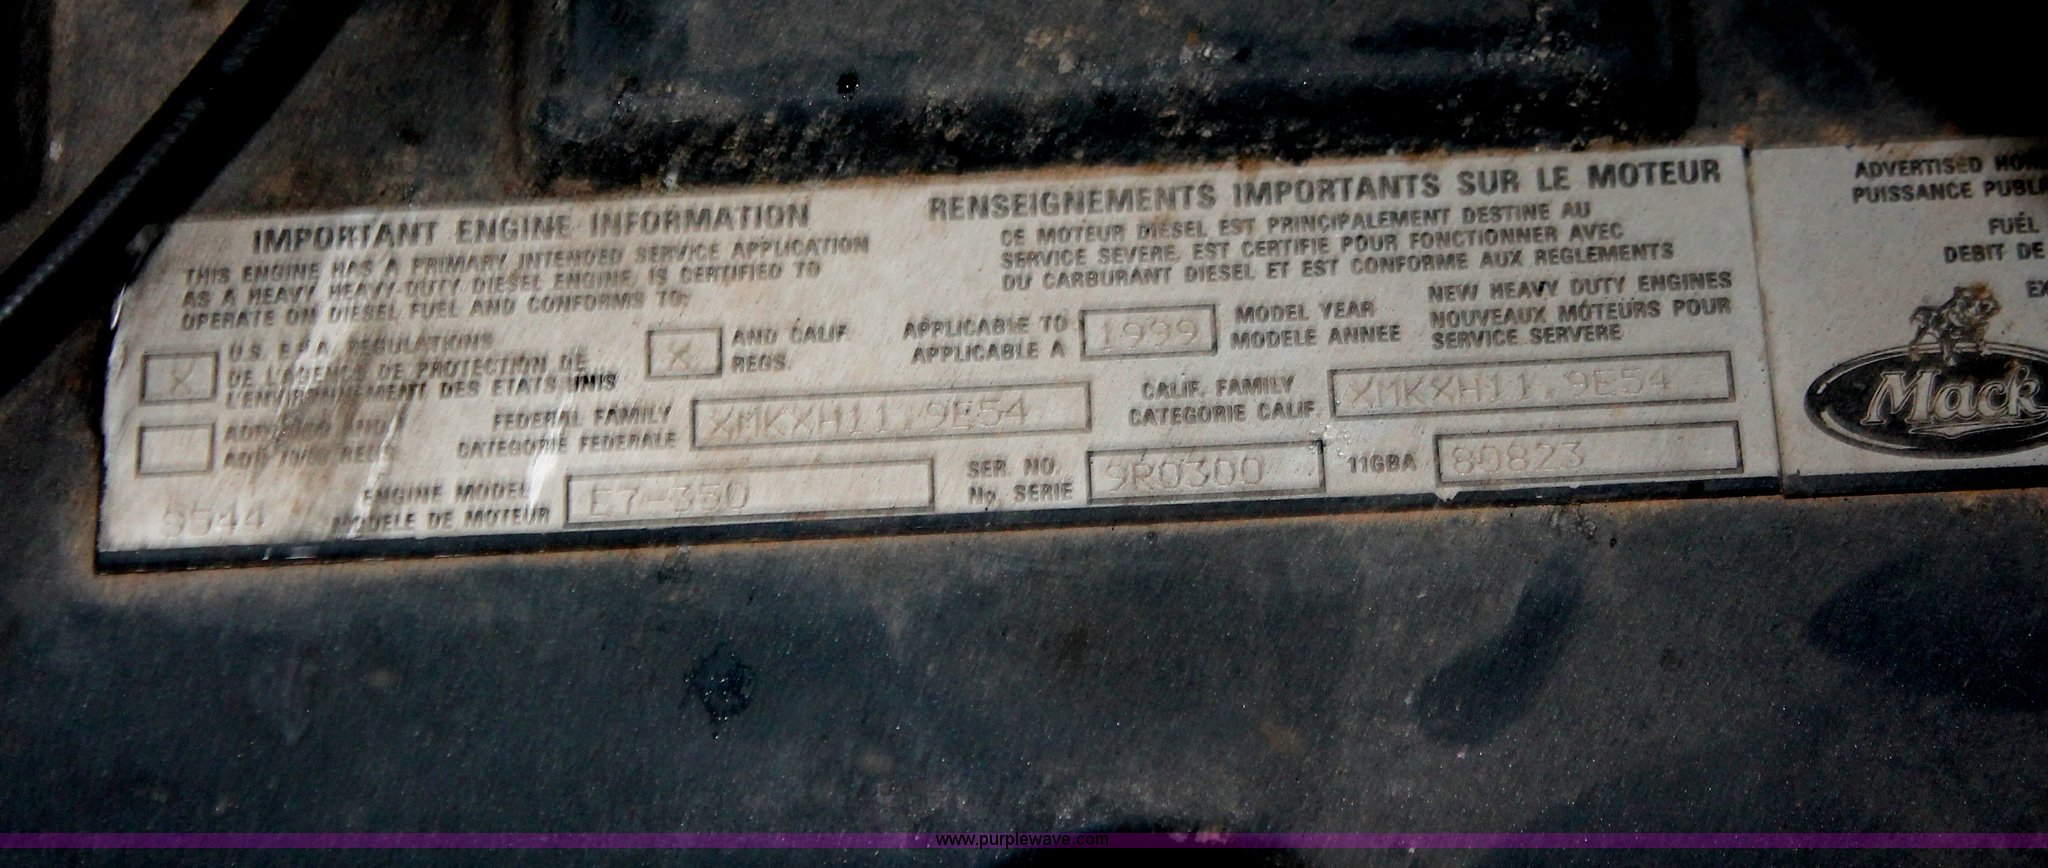 IMPORTANT ENGINE INFORMATION
THIS ENGINE HAS A PRIMARY INTENDED SERVICE APPLICATION
AS A HEAVY HEAVY-DUTY DIESEL ENGINE, IS CERTIFIED TO
OPERATE ON DIESEL FUEL AND CONFORMS TO:
X
U.S. E.P.A. REGULATIONS
DE L'AGENCE DE PROTECTION DE
L'ENVIRONNEMENT DES ETATS UNIS
X
AND CALIF.
REGS.
FEDERAL FAMILY
CATEGORIE FEDERALE
XMKXH11.9E54
9544
ENGINE MODEL
MODELE DE MOTEUR
E7-350
RENSEIGNEMENTS IMPORTANTS SUR LE MOTEUR
CE MOTEUR DIESEL EST PRINCIPALEMENT DESTINE AU
SERVICE SEVERE, EST CERTIFIE POUR FONCTIONNER AVEC
DU CARBURANT DIESEL ET EST CONFORME AUX REGLEMENTS
APPLICABLE TO
APPLICABLE A
1999
MODEL YEAR
MODELE ANNEE
NEW HEAVY DUTY ENGINES
NOUVEAUX MOTEURS POUR
SERVICE SERVERE
CALIF. FAMILY
CATEGORIE CALIF.
XMKXH11.9E54
SER. NO.
No. SERIE
9R0300
11GBA
80823
ADVERTISED
PUISSANCE
FUEL
DEBIT DE
Mack
www.purplewave.com